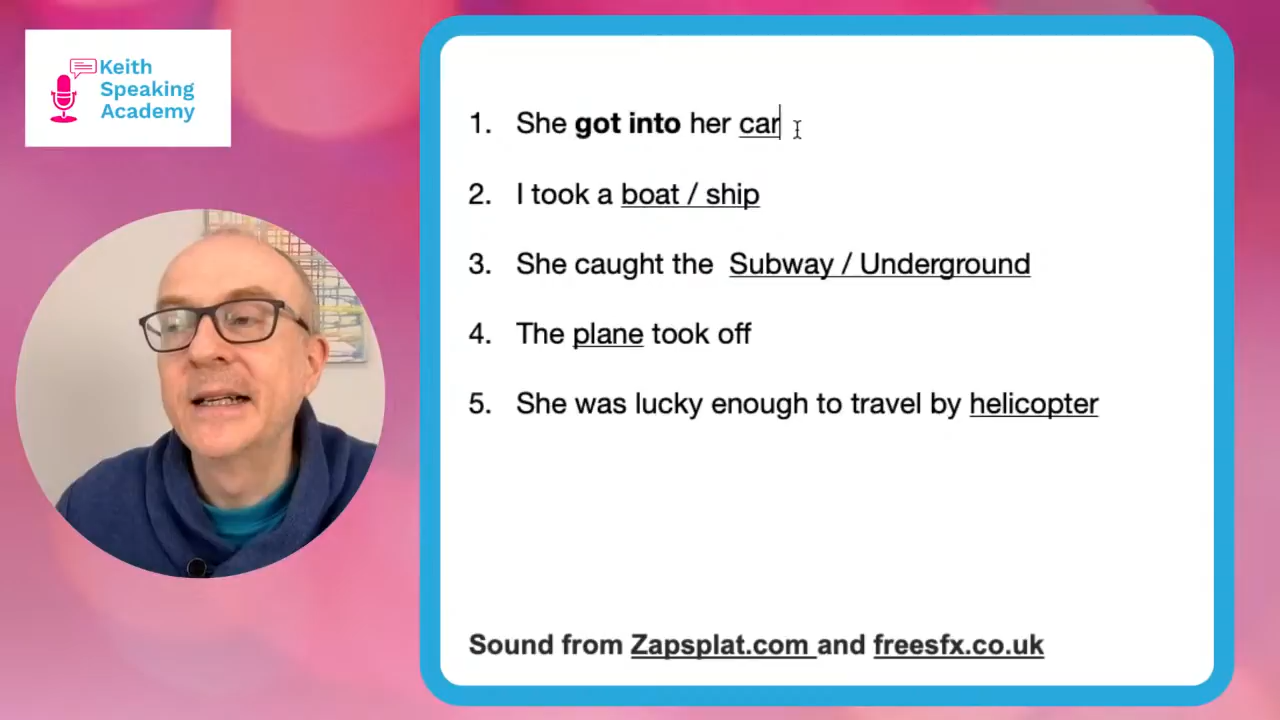 Keith
Speaking
Academy
1. She got into her car
2. I took a boat / ship
3. She caught the Subway / Underground
4. The plane took off
5. She was lucky enough to travel by helicopter
Sound from Zapsplat.com and freesfx.co.uk